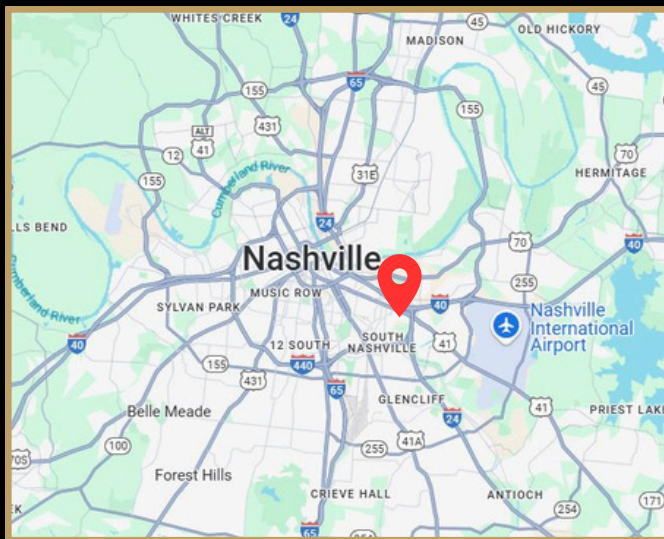 WHITES CREEK
24
OLD HICKORY
45
MADISON
65
155
45
155
431
ALT
41
12
31E
70
155
HERMITAGE
Cumberland River
LLS BEND
24
70
40
Nashville
255
Cumberland River
MUSIC ROW
40
SYLVAN PARK
Nashville
International
Airport
12 SOUTH
SOUTH
NASHVILLE
41
40
155
440
431
65
Belle Meade
GLENCLIFF
41
PRIEST LAKE
24
100
41A
255
70S
Forest Hills
CRIEVE HALL
ANTIOCH
171
EK
254
254
65